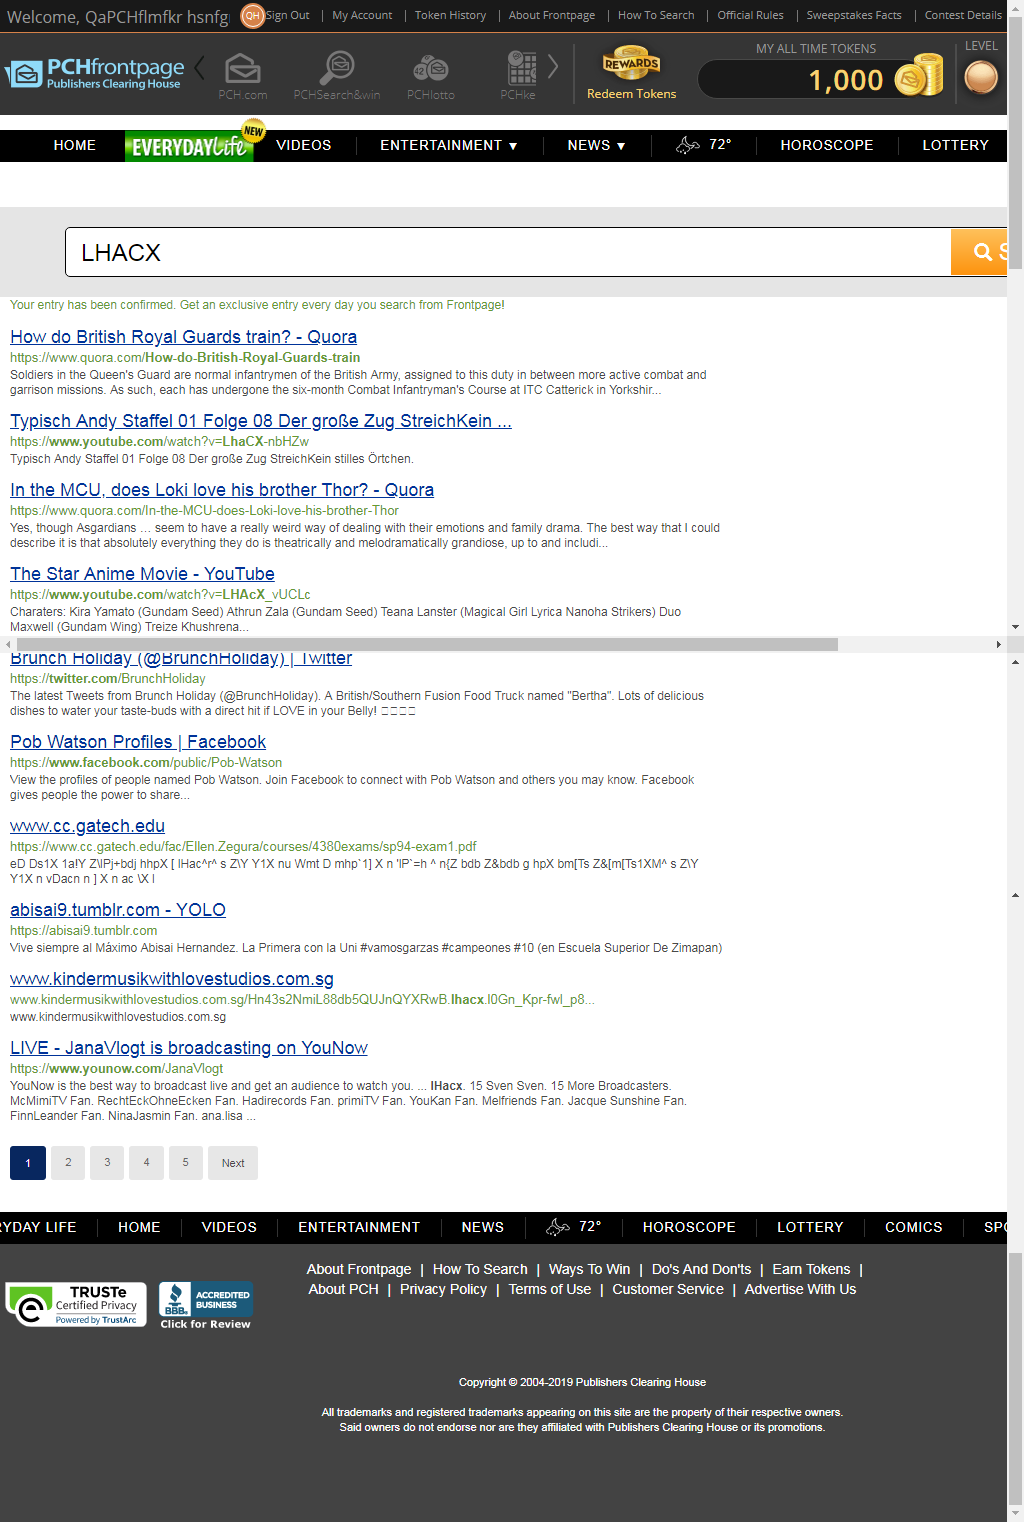 Welcome, QaPCHflmfkr hsnfg
QH
Sign Out | My Account | Token History | About Frontpage | How To Search | Official Rules | Sweepstakes Facts | Contest Details
PCHfrontpage
Publishers Clearing House
PCH.com
PCHSearch&win
42
PCHlotto
PCHke
REWARDS
Redeem Tokens
MY ALL TIME TOKENS
1,000
LEVEL
HOME
EVERYDAY Life
NEW
VIDEOS
ENTERTAINMENT ▼
NEWS ▼
72°
HOROSCOPE
LOTTERY
LHACX
S
Your entry has been confirmed. Get an exclusive entry every day you search from Frontpage!
How do British Royal Guards train? - Quora
https://www.quora.com/How-do-British-Royal-Guards-train
Soldiers in the Queen's Guard are normal infantrymen of the British Army, assigned to this duty in between more active combat and
garrison missions. As such, each has undergone the six-month Combat Infantryman's Course at ITC Catterick in Yorkshir...
Typisch Andy Staffel 01 Folge 08 Der große Zug StreichKein ...
https://www.youtube.com/watch?v=LhaCX-nbHZw
Typisch Andy Staffel 01 Folge 08 Der große Zug StreichKein stilles Örtchen.
In the MCU, does Loki love his brother Thor? - Quora
https://www.quora.com/In-the-MCU-does-Loki-love-his-brother-Thor
Yes, though Asgardians … seem to have a really weird way of dealing with their emotions and family drama. The best way that I could
describe it is that absolutely everything they do is theatrically and melodramatically grandiose, up to and includi...
The Star Anime Movie - YouTube
https://www.youtube.com/watch?v=LHAcX_vUCLc
Charaters: Kira Yamato (Gundam Seed) Athrun Zala (Gundam Seed) Teana Lanster (Magical Girl Lyrica Nanoha Strikers) Duo
Maxwell (Gundam Wing) Treize Khushrena...
Brunch Holiday (@BrunchHoliday) | Twitter
https://twitter.com/BrunchHoliday
The latest Tweets from Brunch Holiday (@BrunchHoliday). A British/Southern Fusion Food Truck named "Bertha". Lots of delicious
dishes to water your taste-buds with a direct hit if LOVE in your Belly! □□□□
Pob Watson Profiles | Facebook
https://www.facebook.com/public/Pob-Watson
View the profiles of people named Pob Watson. Join Facebook to connect with Pob Watson and others you may know. Facebook
gives people the power to share...
www.cc.gatech.edu
https://www.cc.gatech.edu/fac/Ellen.Zegura/courses/4380exams/sp94-exam1.pdf
eD Ds1X 1a!Y Z\IPj+bdj hhpX [ lHac^r^ s Z\Y Y1X nu Wmt D mhp`1] X n 'IP`=h ^ n{Z bdb Z&bdb g hpX bm[Ts Z&[m[Ts1XM^ s Z\Y
Y1X n vDacn n ] X n ac \X l
abisai9.tumblr.com - YOLO
https://abisai9.tumblr.com
Vive siempre al Máximo Abisai Hernandez. La Primera con la Uni #vamosgarzas #campeones #10 (en Escuela Superior De Zimapan)
www.kindermusikwithlovestudios.com.sg
www.kindermusikwithlovestudios.com.sg/Hn43s2NmiL88db5QUJnQYXRwB.lhacx.l0Gn_Kpr-fwl_p8...
www.kindermusikwithlovestudios.com.sg
LIVE - JanaVlogt is broadcasting on YouNow
https://www.younow.com/JanaVlogt
YouNow is the best way to broadcast live and get an audience to watch you. ... lHacx. 15 Sven Sven. 15 More Broadcasters.
McMimiTV Fan. RechtEckOhneEcken Fan. Hadirecords Fan. primiTV Fan. YouKan Fan. Melfriends Fan. Jacque Sunshine Fan.
FinnLeander Fan. NinaJasmin Fan. ana.lisa ...
1 2 3 4 5 Next
RYDAY LIFE | HOME | VIDEOS | ENTERTAINMENT | NEWS | 72° | HOROSCOPE | LOTTERY | COMICS | SPO
About Frontpage | How To Search | Ways To Win | Do's And Don'ts | Earn Tokens |
About PCH | Privacy Policy | Terms of Use | Customer Service | Advertise With Us
TRUSTe
Certified Privacy
Powered by TrustArc
BBB.
ACCREDITED
BUSINESS
Click for Review
Copyright © 2004-2019 Publishers Clearing House
All trademarks and registered trademarks appearing on this site are the property of their respective owners.
Said owners do not endorse nor are they affiliated with Publishers Clearing House or its promotions.